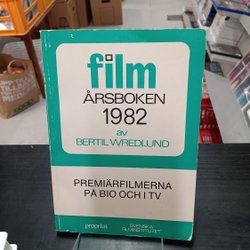 film
ÅRSBOKEN
1982
av
BERTIL WREDLUND
PREMIÄRFILMERNA
PÅ BIO OCH I TV
proprius
SVENSKA
FILMINSTITUTET